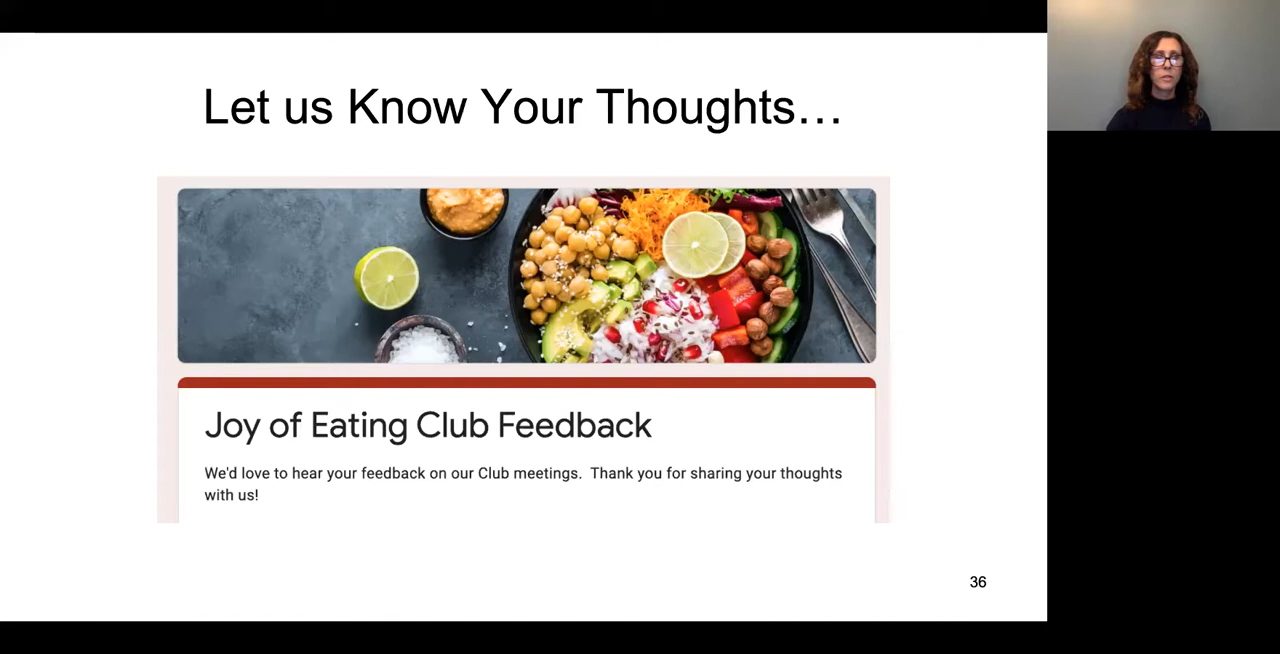 Let us Know Your Thoughts…
Joy of Eating Club Feedback
We'd love to hear your feedback on our Club meetings.  Thank you for sharing your thoughts
with us!
36